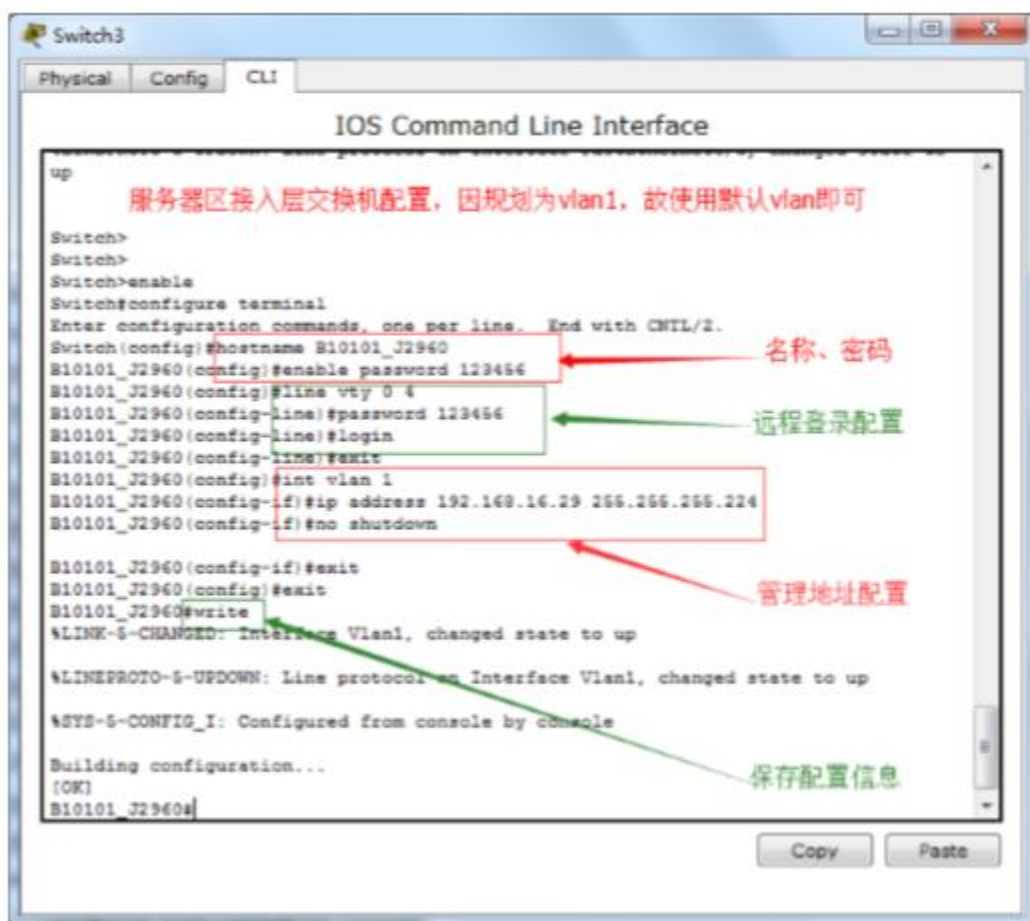 Switch3
Physical Config CLI
IOS Command Line Interface
up
服务器区接入层交换机配置，因规划为vlan1，故使用默认vlan即可
Switch>
Switch>
Switch>enable
Switch#configure terminal
Enter configuration commands, one per line. End with CNTL/Z.
Switch(config)#hostname B10101_J2960
名称、密码
B10101_J2960(config)#enable password 123456
B10101_J2960(config)#line vty 0 4
B10101_J2960(config-line)#password 123456
远程登录配置
B10101_J2960(config-line)#login
B10101_J2960(config-line)#exit
B10101_J2960(config)#int vlan 1
B10101_J2960(config-if)#ip address 192.168.16.29 255.255.255.224
B10101_J2960(config-if)#no shutdown
B10101_J2960(config-if)#exit
管理地址配置
B10101_J2960(config)#exit
B10101_J2960#write
%LINK-5-CHANGED: Interface Vlan1, changed state to up
%LINEPROTO-5-UPDOWN: Line protocol on Interface Vlan1, changed state to up
%SYS-5-CONFIG_I: Configured from console by console
Building configuration...
保存配置信息
[OK]
B10101_J2960#
Copy Paste